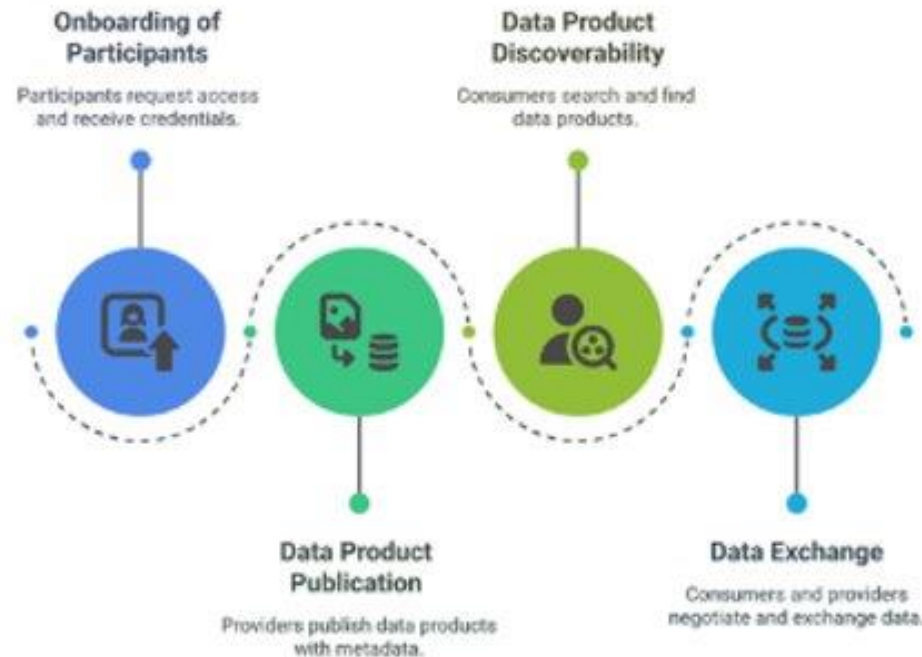 Onboarding of
Participants
Participants request access
and receive credentials.
Data Product
Discoverability
Consumers search and find
data products.
Data Product
Publication
Providers publish data products
with metadata.
Data Exchange
Consumers and providers
negotiate and exchange data.